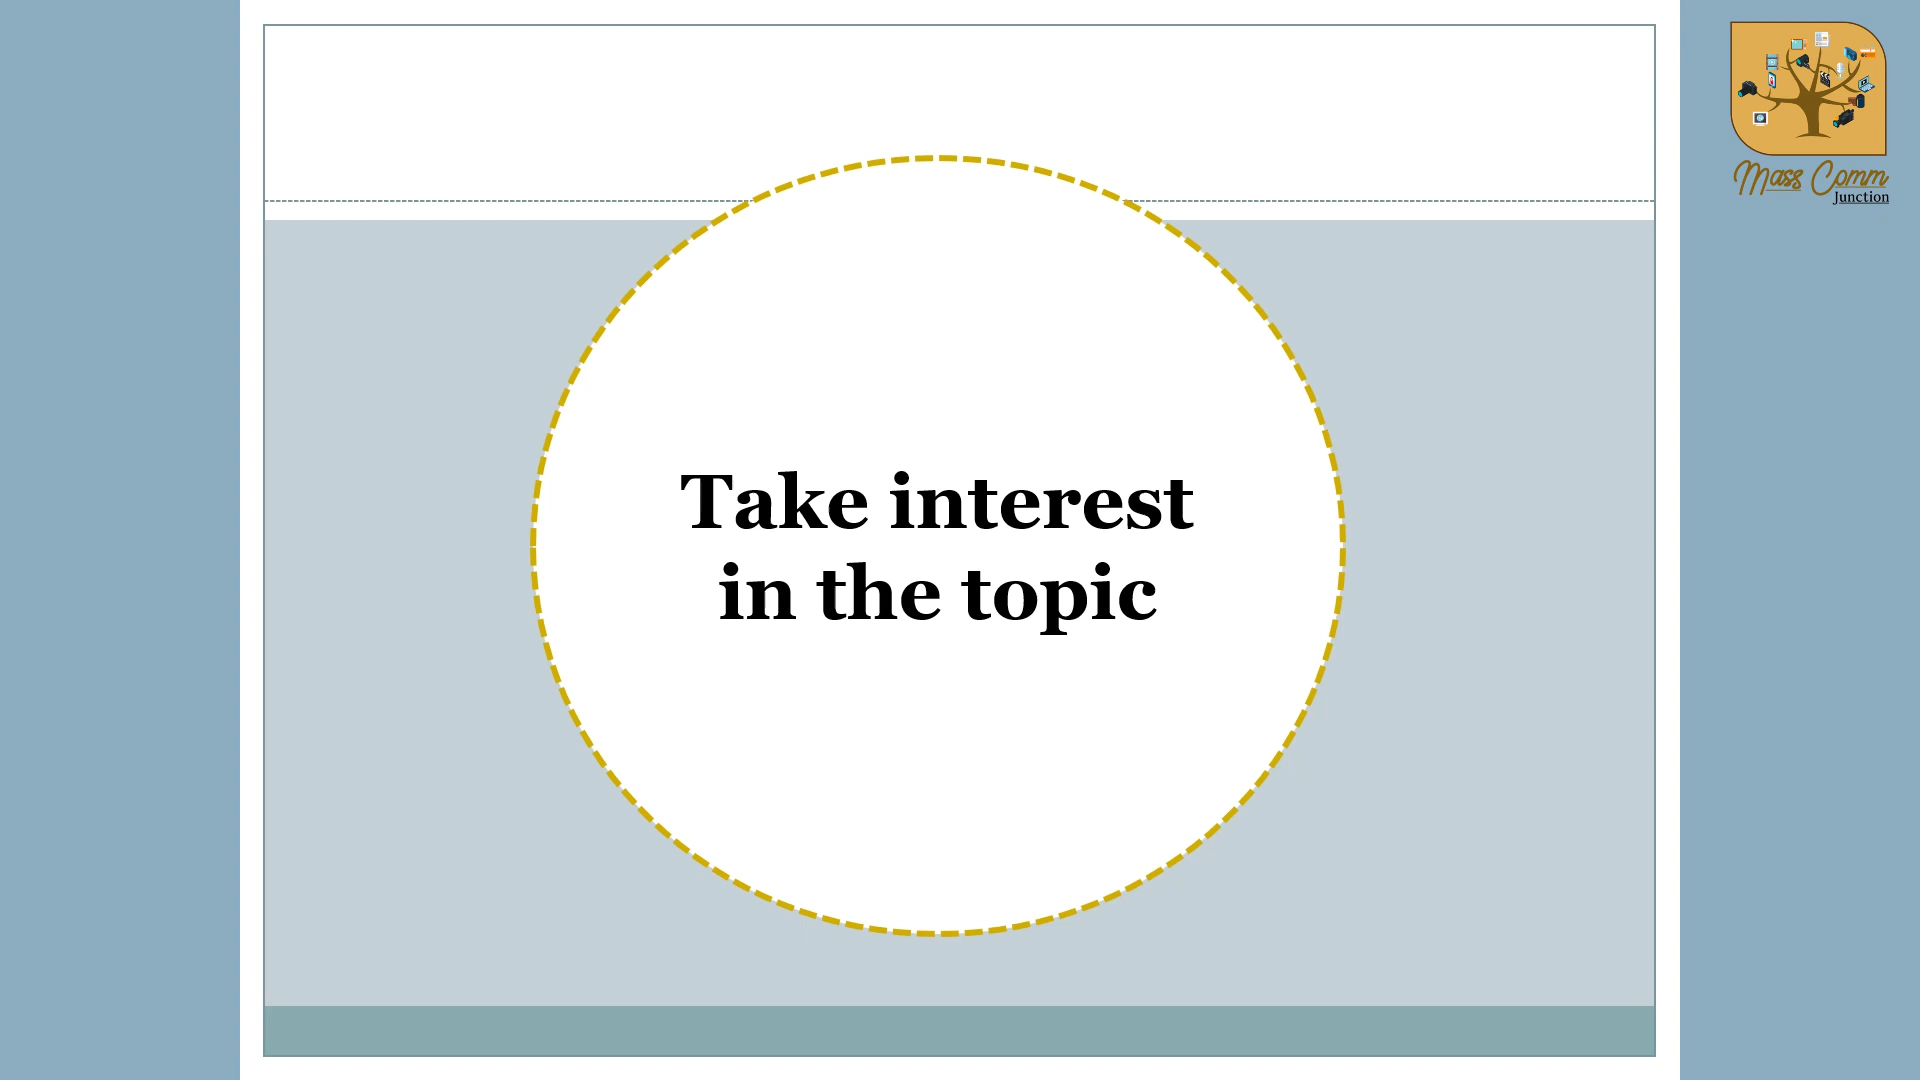 Mass Comm
Junction
Take interest
in the topic